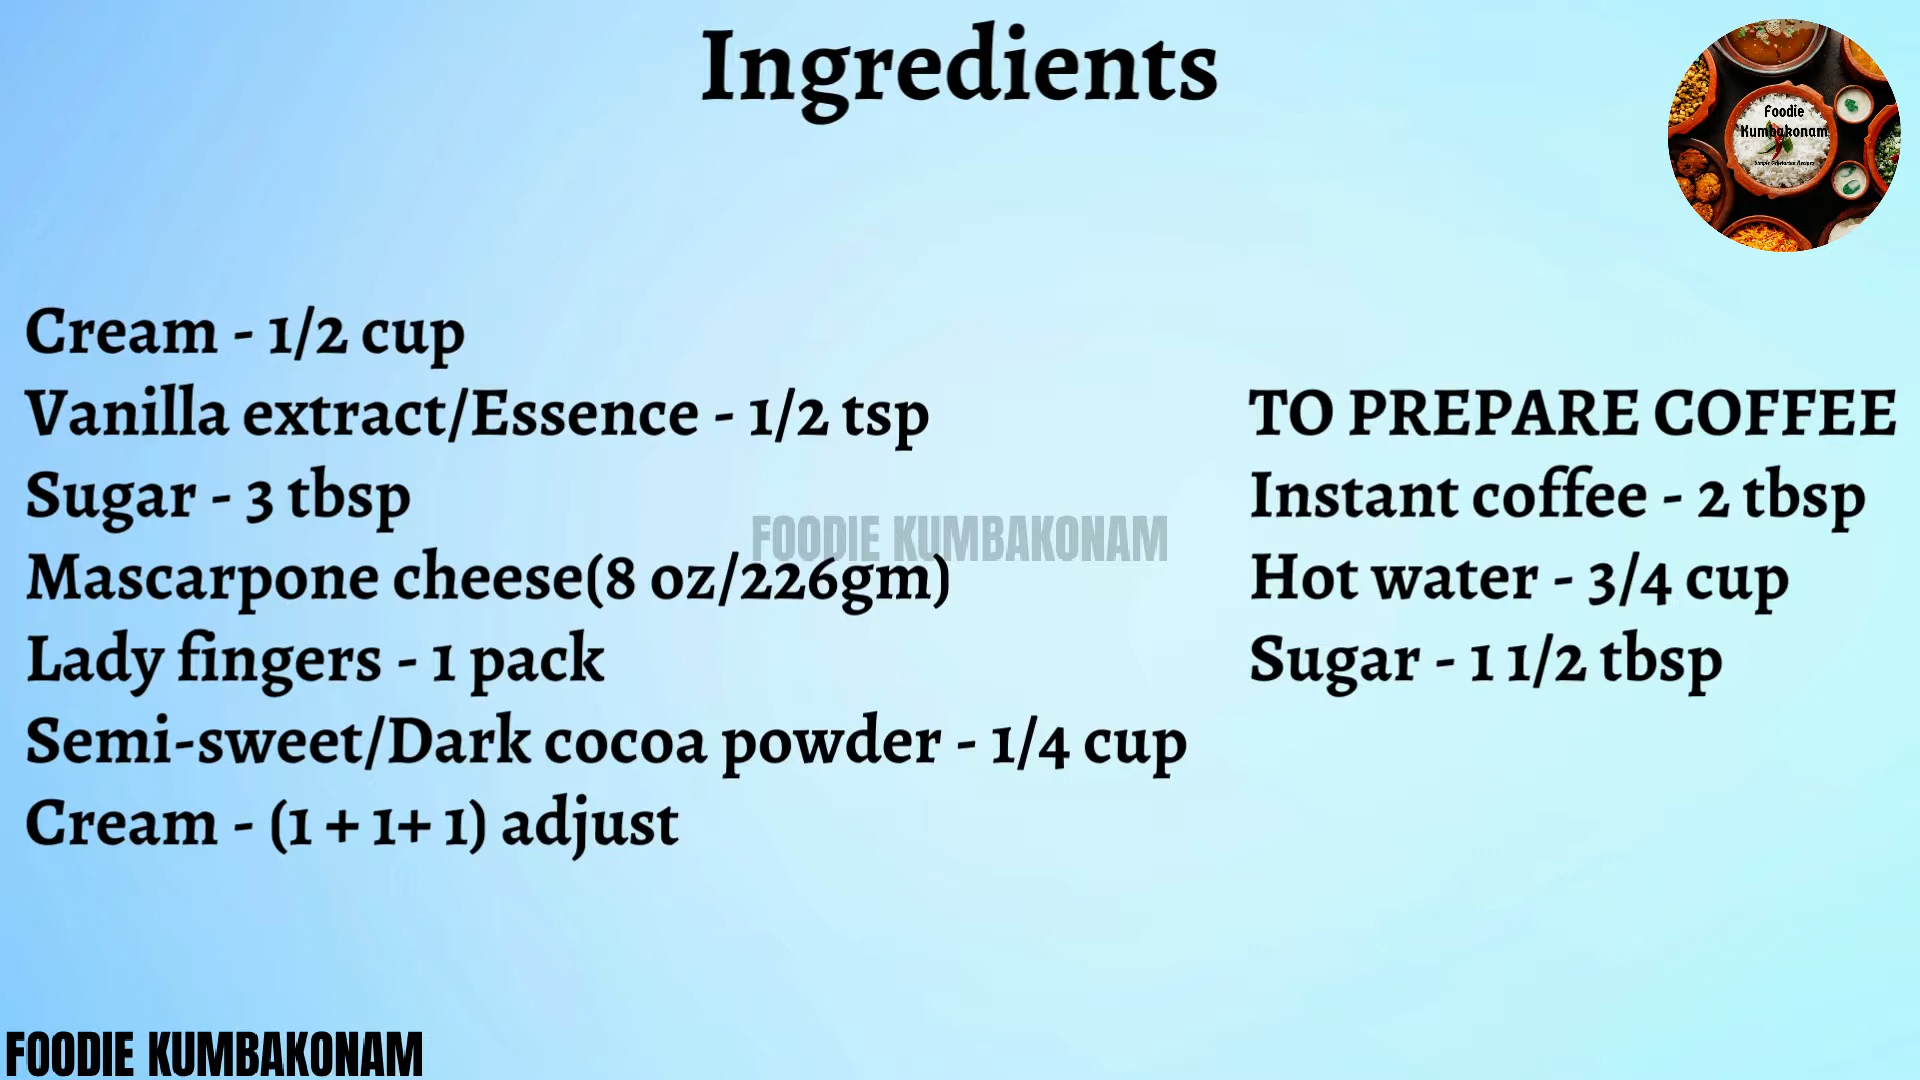 Ingredients
Foodie
Kumbakonam
Simple Vegetarian Recipes
Cream - 1/2 cup
Vanilla extract/Essence - 1/2 tsp
Sugar - 3 tbsp
Mascarpone cheese(8 oz/226gm)
Lady fingers - 1 pack
Semi-sweet/Dark cocoa powder - 1/4 cup
Cream - (1 + 1+ 1) adjust
TO PREPARE COFFEE
Instant coffee - 2 tbsp
Hot water - 3/4 cup
Sugar - 1 1/2 tbsp
FOODIE KUMBAKONAM
FOODIE KUMBAKONAM